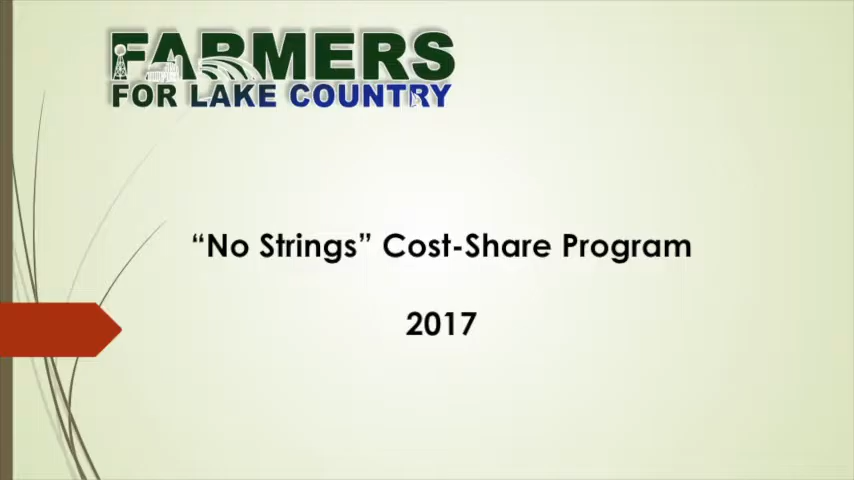 FARMERS
FOR LAKE COUNTRY
“No Strings” Cost-Share Program
2017